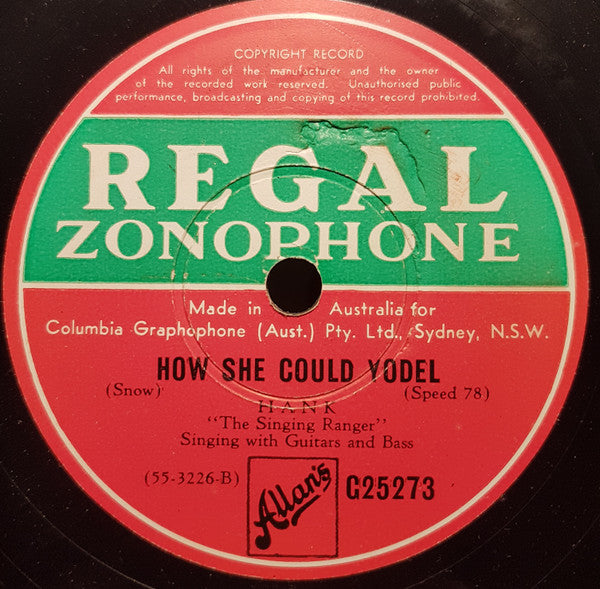 COPYRIGHT RECORD
All rights of the manufacturer and the owner
of the recorded work reserved. Unauthorised public
performance, broadcasting and copying of this record prohibited.
REGAL
ZONOPHONE
Made in Australia for
Columbia Graphophone (Aust.) Pty. Ltd., Sydney, N.S.W.
HOW SHE COULD YODEL
(Snow) (Speed 78)
HANK
"The Singing Ranger"
Singing with Guitars and Bass
(55-3226-B) Allan's G25273